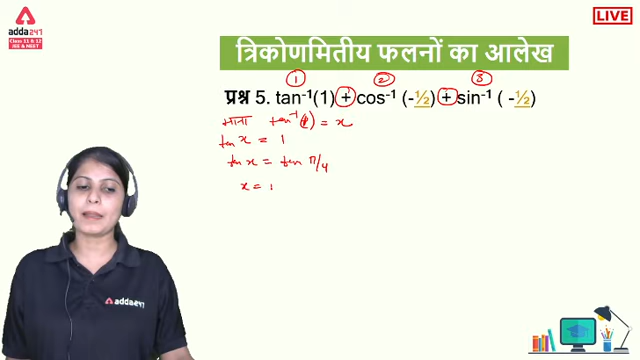 adda247
Class 11 & 12
JEE & NEET
LIVE
त्रिकोणमितीय फलनों का आलेख
1 2 3
प्रश्न 5. tan⁻¹(1) + cos⁻¹ (-½) + sin⁻¹ ( -½)
माना tan⁻¹(1) = x
tan x = 1
tan x = tan π/4
x =
adda247